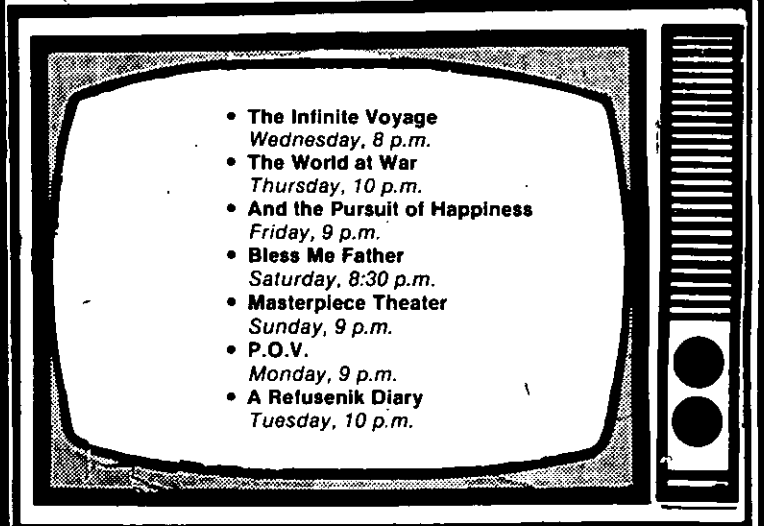 • The Infinite Voyage
Wednesday, 8 p.m.
• The World at War
Thursday, 10 p.m.
• And the Pursuit of Happiness
Friday, 9 p.m.
• Bless Me Father
Saturday, 8:30 p.m.
• Masterpiece Theater
Sunday, 9 p.m.
• P.O.V.
Monday, 9 p.m.
• A Refusenik Diary
Tuesday, 10 p.m.